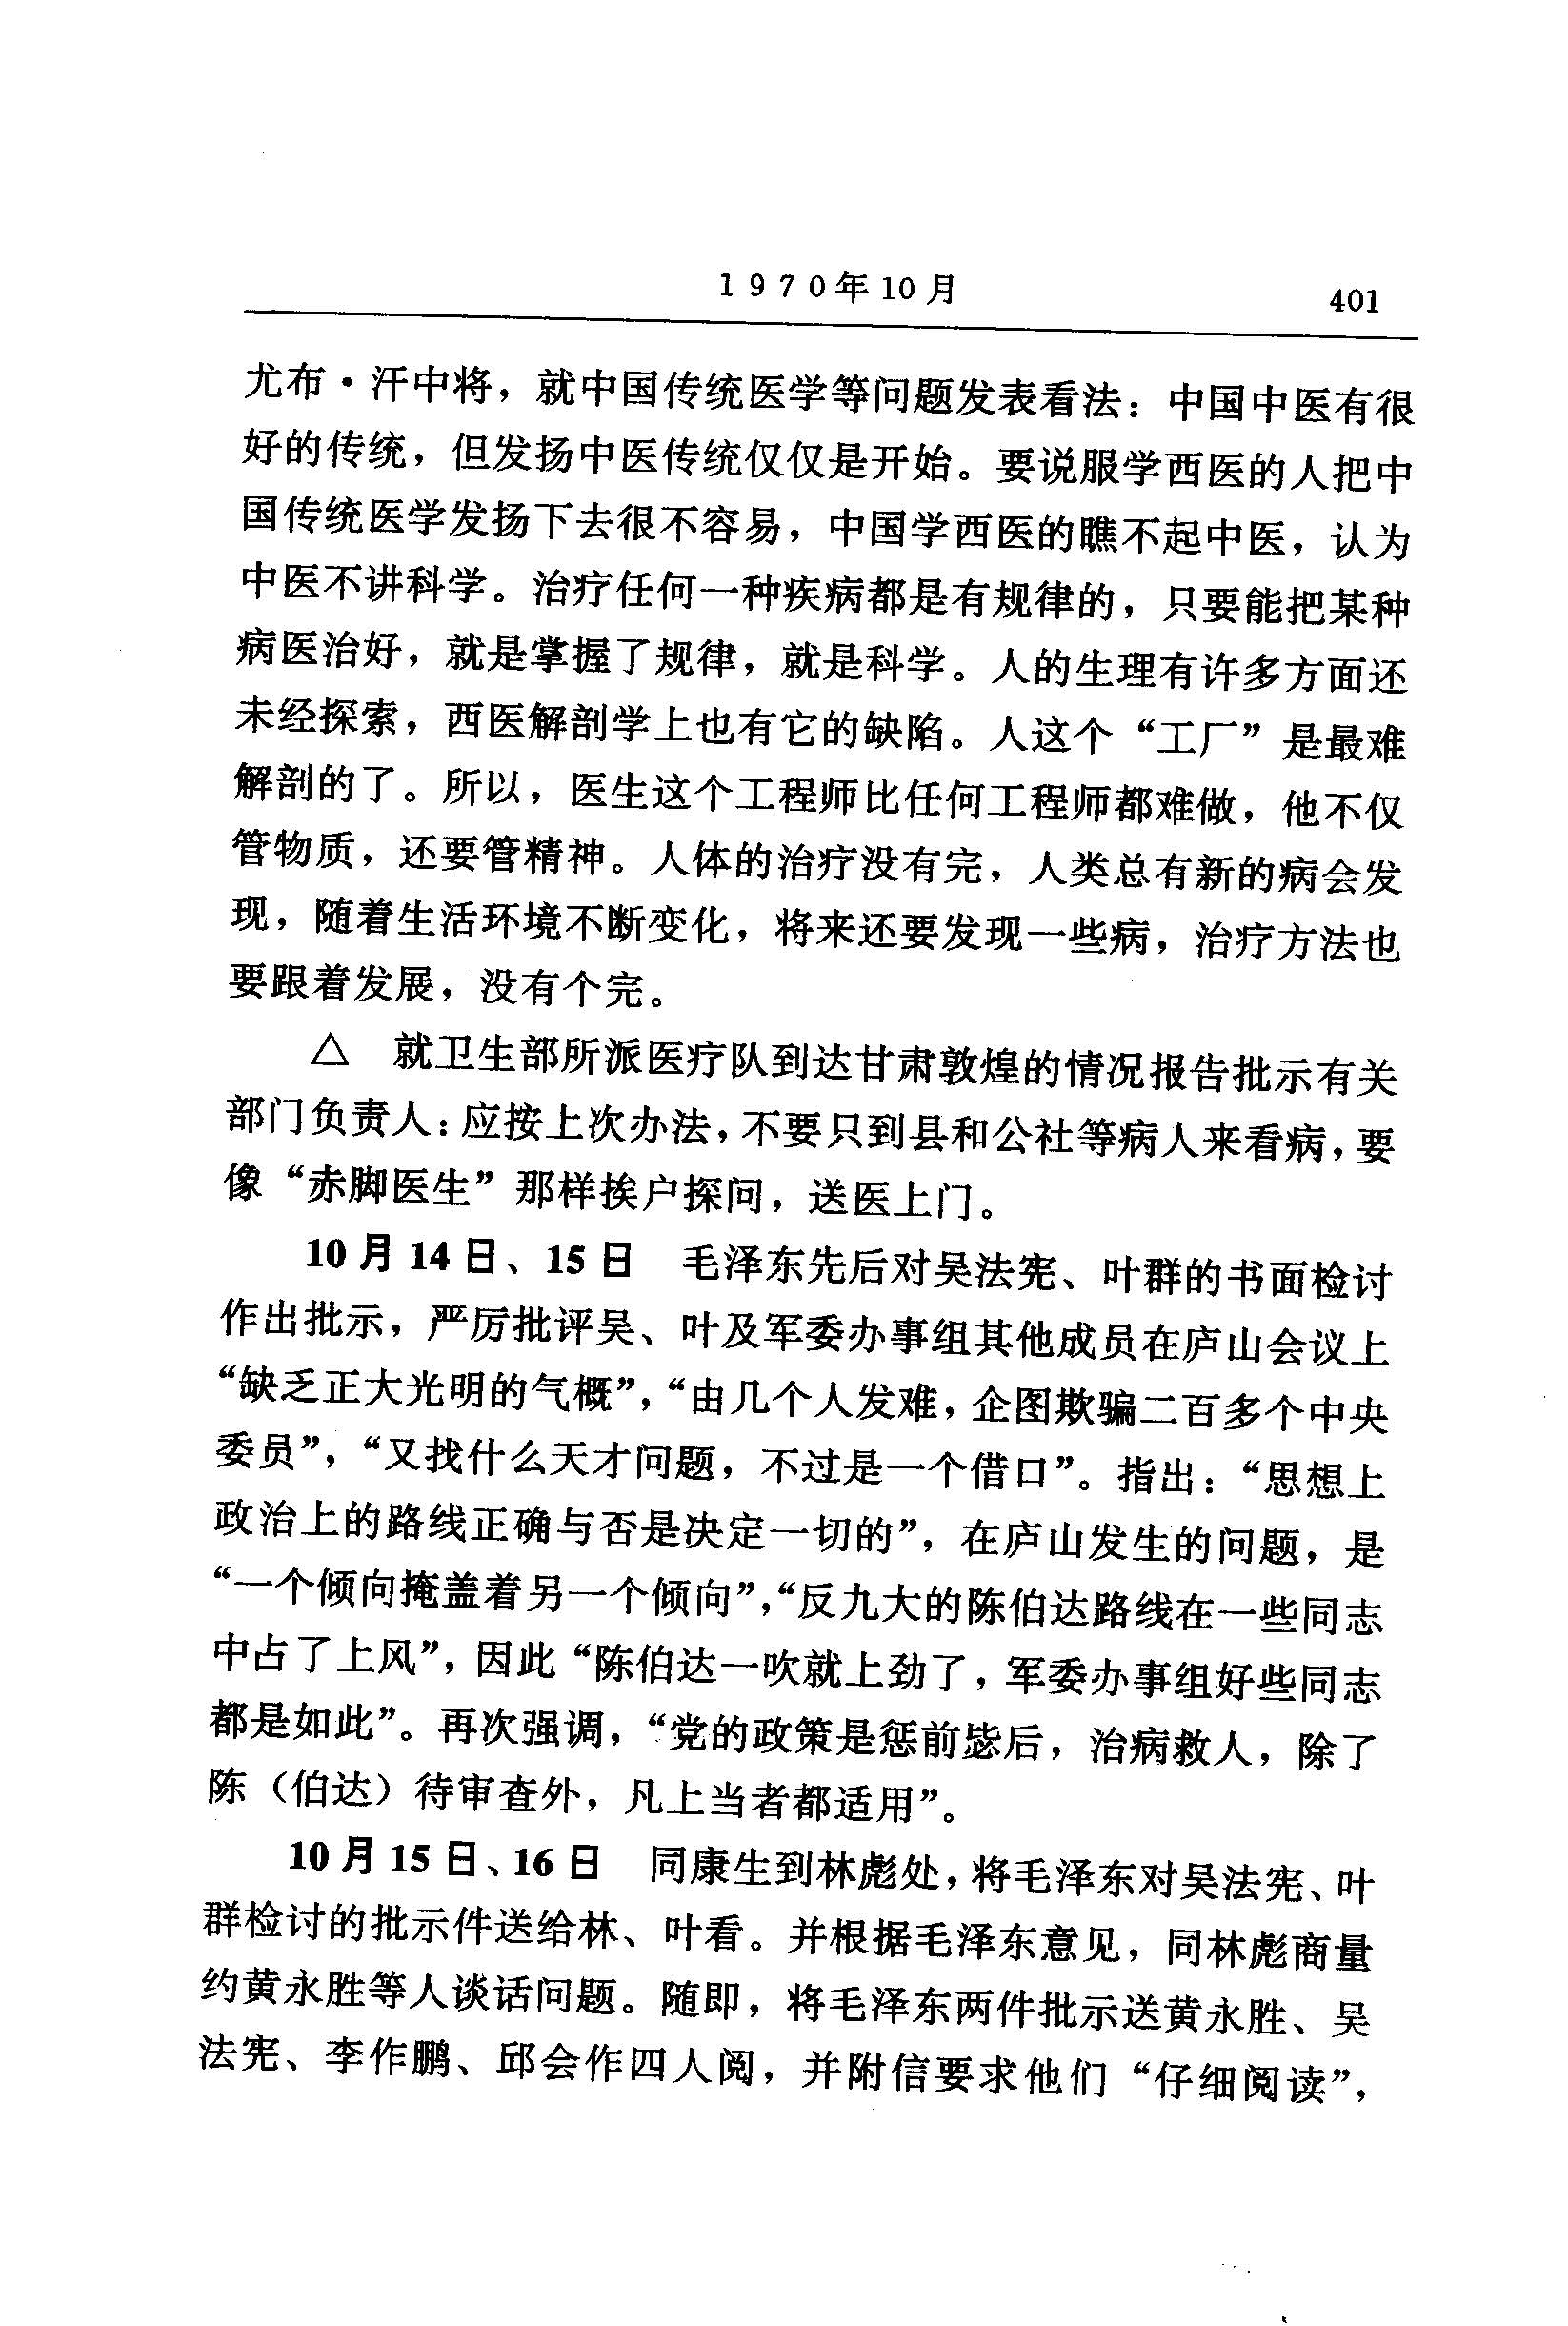 1970年10月
401
尤布·汗中将，就中国传统医学等问题发表看法：中国中医有很
好的传统，但发扬中医传统仅仅是开始。要说服学西医的人把中
国传统医学发扬下去很不容易，中国学西医的瞧不起中医，认为
中医不讲科学。治疗任何一种疾病都是有规律的，只要能把某种
病医治好，就是掌握了规律，就是科学。人的生理有许多方面还
未经探索，西医解剖学上也有它的缺陷。人这个“工厂”是最难
解剖的了。所以，医生这个工程师比任何工程师都难做，他不仅
管物质，还要管精神。人体的治疗没有完，人类总有新的病会发
现，随着生活环境不断变化，将来还要发现一些病，治疗方法也
要跟着发展，没有个完。
△　就卫生部所派医疗队到达甘肃敦煌的情况报告批示有关
部门负责人：应按上次办法，不要只到县和公社等病人来看病，要
像“赤脚医生”那样挨户探问，送医上门。
10月14日、15日　毛泽东先后对吴法宪、叶群的书面检讨
作出批示，严厉批评吴、叶及军委办事组其他成员在庐山会议上
“缺乏正大光明的气概”，“由几个人发难，企图欺骗二百多个中央
委员”，“又找什么天才问题，不过是一个借口”。指出：“思想上
政治上的路线正确与否是决定一切的”，在庐山发生的问题，是
“一个倾向掩盖着另一个倾向”，“反九大的陈伯达路线在一些同志
中占了上风”，因此“陈伯达一吹就上劲了，军委办事组好些同志
都是如此”。再次强调，“党的政策是惩前毖后，治病救人，除了
陈（伯达）待审查外，凡上当者都适用”。
10月15日、16日　同康生到林彪处，将毛泽东对吴法宪、叶
群检讨的批示件送给林、叶看。并根据毛泽东意见，同林彪商量
约黄永胜等人谈话问题。随即，将毛泽东两件批示送黄永胜、吴
法宪、李作鹏、邱会作四人阅，并附信要求他们“仔细阅读”，